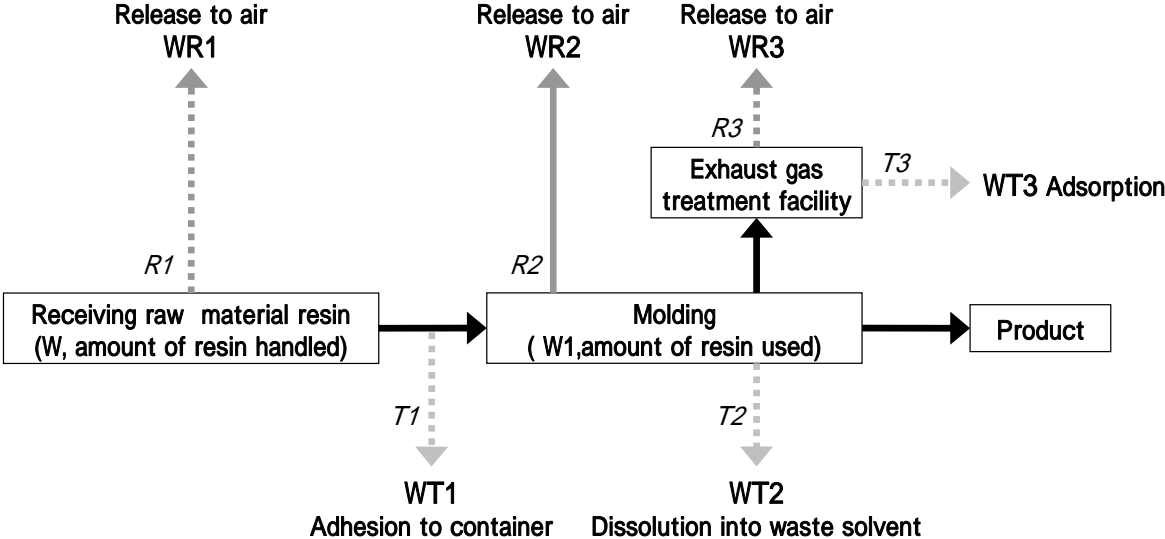 Release to air
WR1
Release to air
WR2
Release to air
WR3
R3
Exhaust gas
treatment facility
T3
WT3 Adsorption
R1
R2
Receiving raw material resin
(W, amount of resin handled)
Molding
( W1,amount of resin used)
Product
T1
T2
WT1
Adhesion to container
WT2
Dissolution into waste solvent